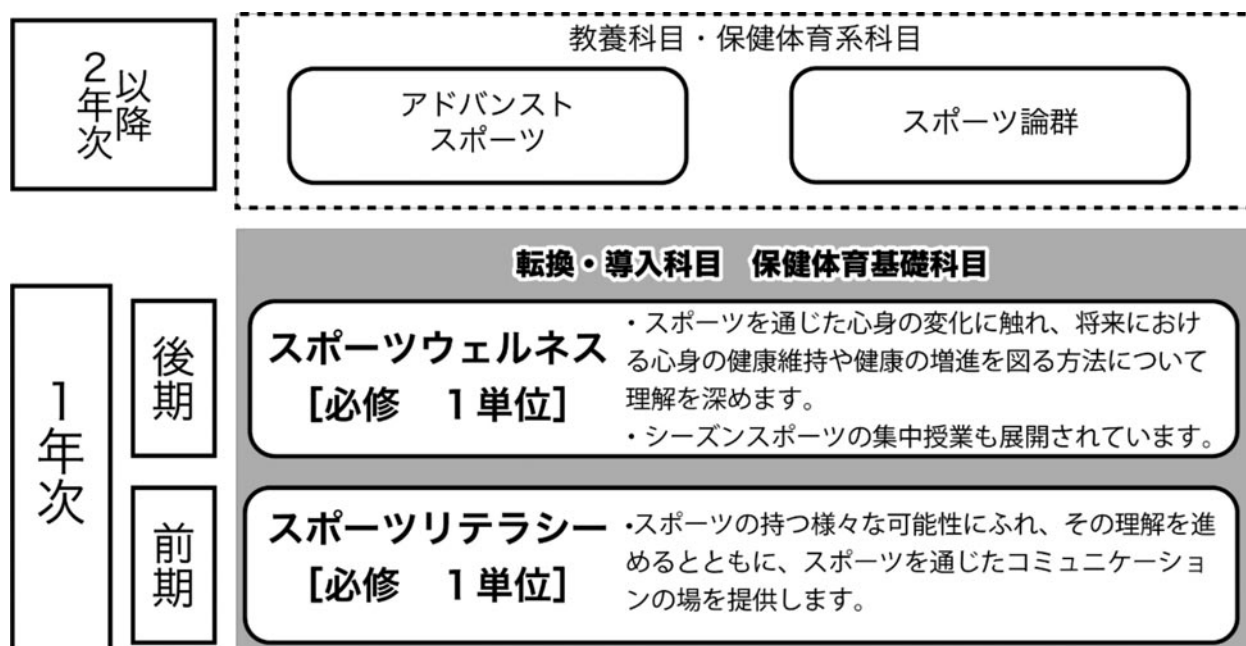 2年次
以降
教養科目・保健体育系科目
アドバンスト
スポーツ
スポーツ論群
転換・導入科目　保健体育基礎科目
1年次
後期
スポーツウェルネス
［必修　1単位］
・スポーツを通じた心身の変化に触れ、将来におけ
る心身の健康維持や健康の増進を図る方法について
理解を深めます。
・シーズンスポーツの集中授業も展開されています。
前期
スポーツリテラシー
［必修　1単位］
・スポーツの持つ様々な可能性にふれ、その理解を進
めるとともに、スポーツを通じたコミュニケーショ
ンの場を提供します。